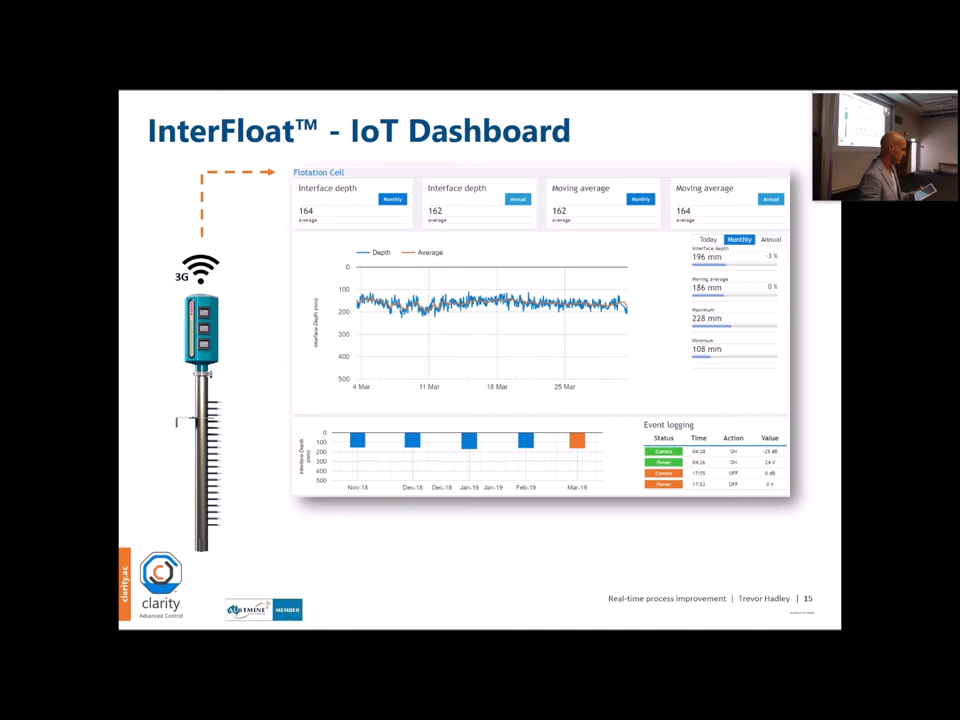 InterFloat™ - IoT Dashboard
Flotation Cell
Interface depth
Monthly
164
average
Interface depth
Annual
162
average
Moving average
Monthly
162
average
Moving average
Annual
164
average
3G
Depth Average
Interface Depth (mm)
0
100
200
300
400
500
4 Mar 11 Mar 18 Mar 25 Mar
Today Monthly Annual
Interface depth
196 mm -3 %
Moving average
186 mm 0 %
Maximum
228 mm
Minimum
108 mm
Interface Depth (mm)
0
100
200
300
400
500
Nov-18 Dec-18 Dec-18 Jan-19 Jan-19 Feb-19 Mar-19
Event logging
Status Time Action Value
Comms 04:28 ON -25 dB
Power 04:26 ON 24 V
Comms 17:55 OFF 0 dB
Power 17:53 OFF 0 V
clarity.ac
clarity
Advanced Control
AUSTMINE
MEMBER
Real-time process improvement | Trevor Hadley | 15